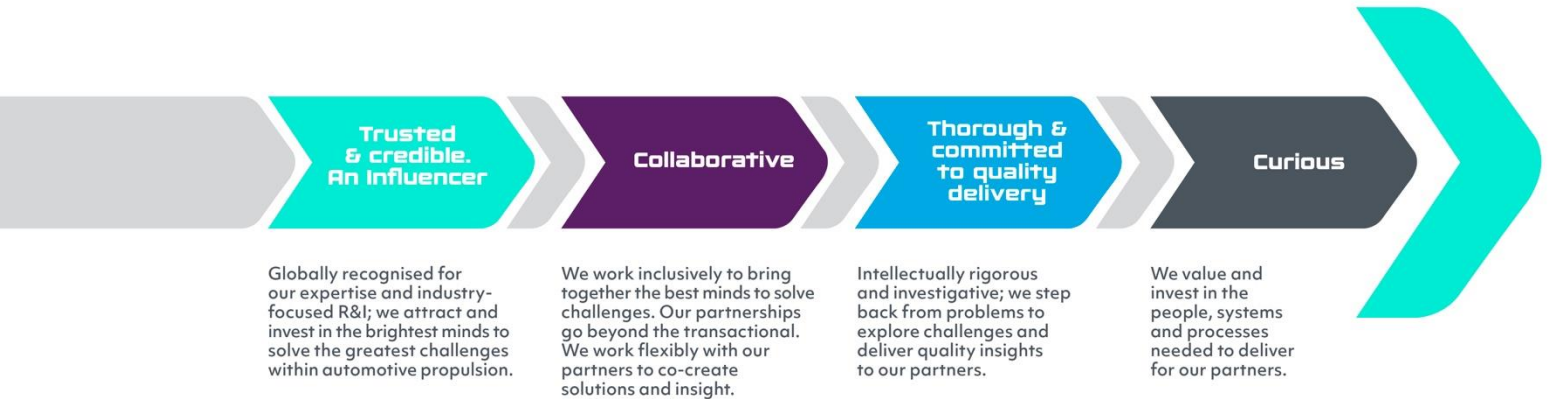 Trusted
& credible.
An Influencer
Globally recognised for
our expertise and industry-
focused R&I; we attract and
invest in the brightest minds to
solve the greatest challenges
within automotive propulsion.
Collaborative
We work inclusively to bring
together the best minds to solve
challenges. Our partnerships
go beyond the transactional.
We work flexibly with our
partners to co-create
solutions and insight.
Thorough &
committed
to quality
delivery
Intellectually rigorous
and investigative; we step
back from problems to
explore challenges and
deliver quality insights
to our partners.
Curious
We value and
invest in the
people, systems
and processes
needed to deliver
for our partners.